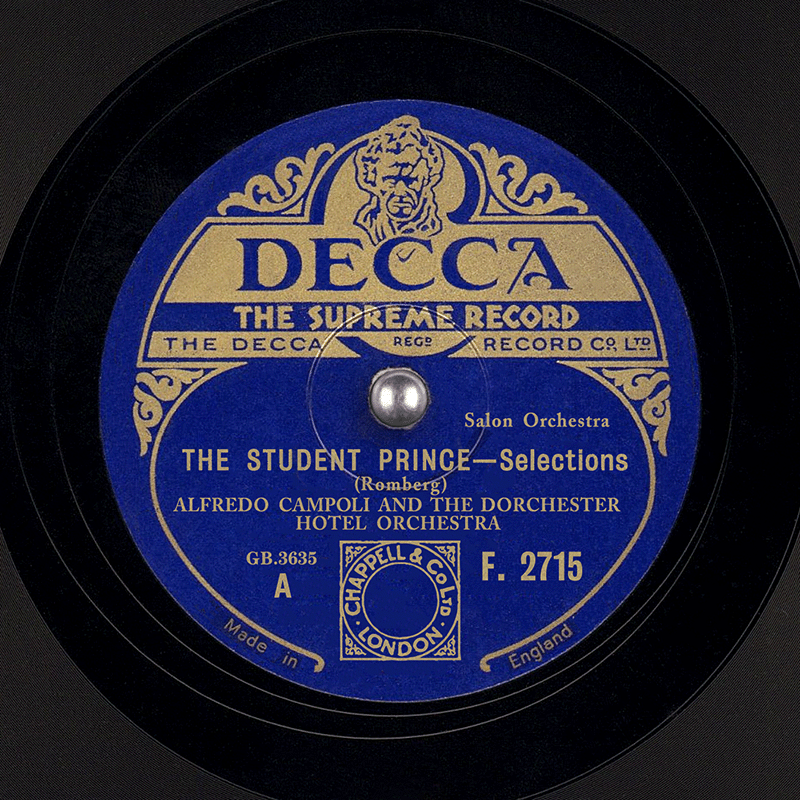 DECCA
THE SUPREME RECORD
THE DECCA REGD RECORD CO, LTD
Salon Orchestra
THE STUDENT PRINCE—Selections
(Romberg)
ALFREDO CAMPOLI AND THE DORCHESTER
HOTEL ORCHESTRA
GB.3635
A
F. 2715
CHAPPELL & CO LTD
· LONDON ·
Made in England